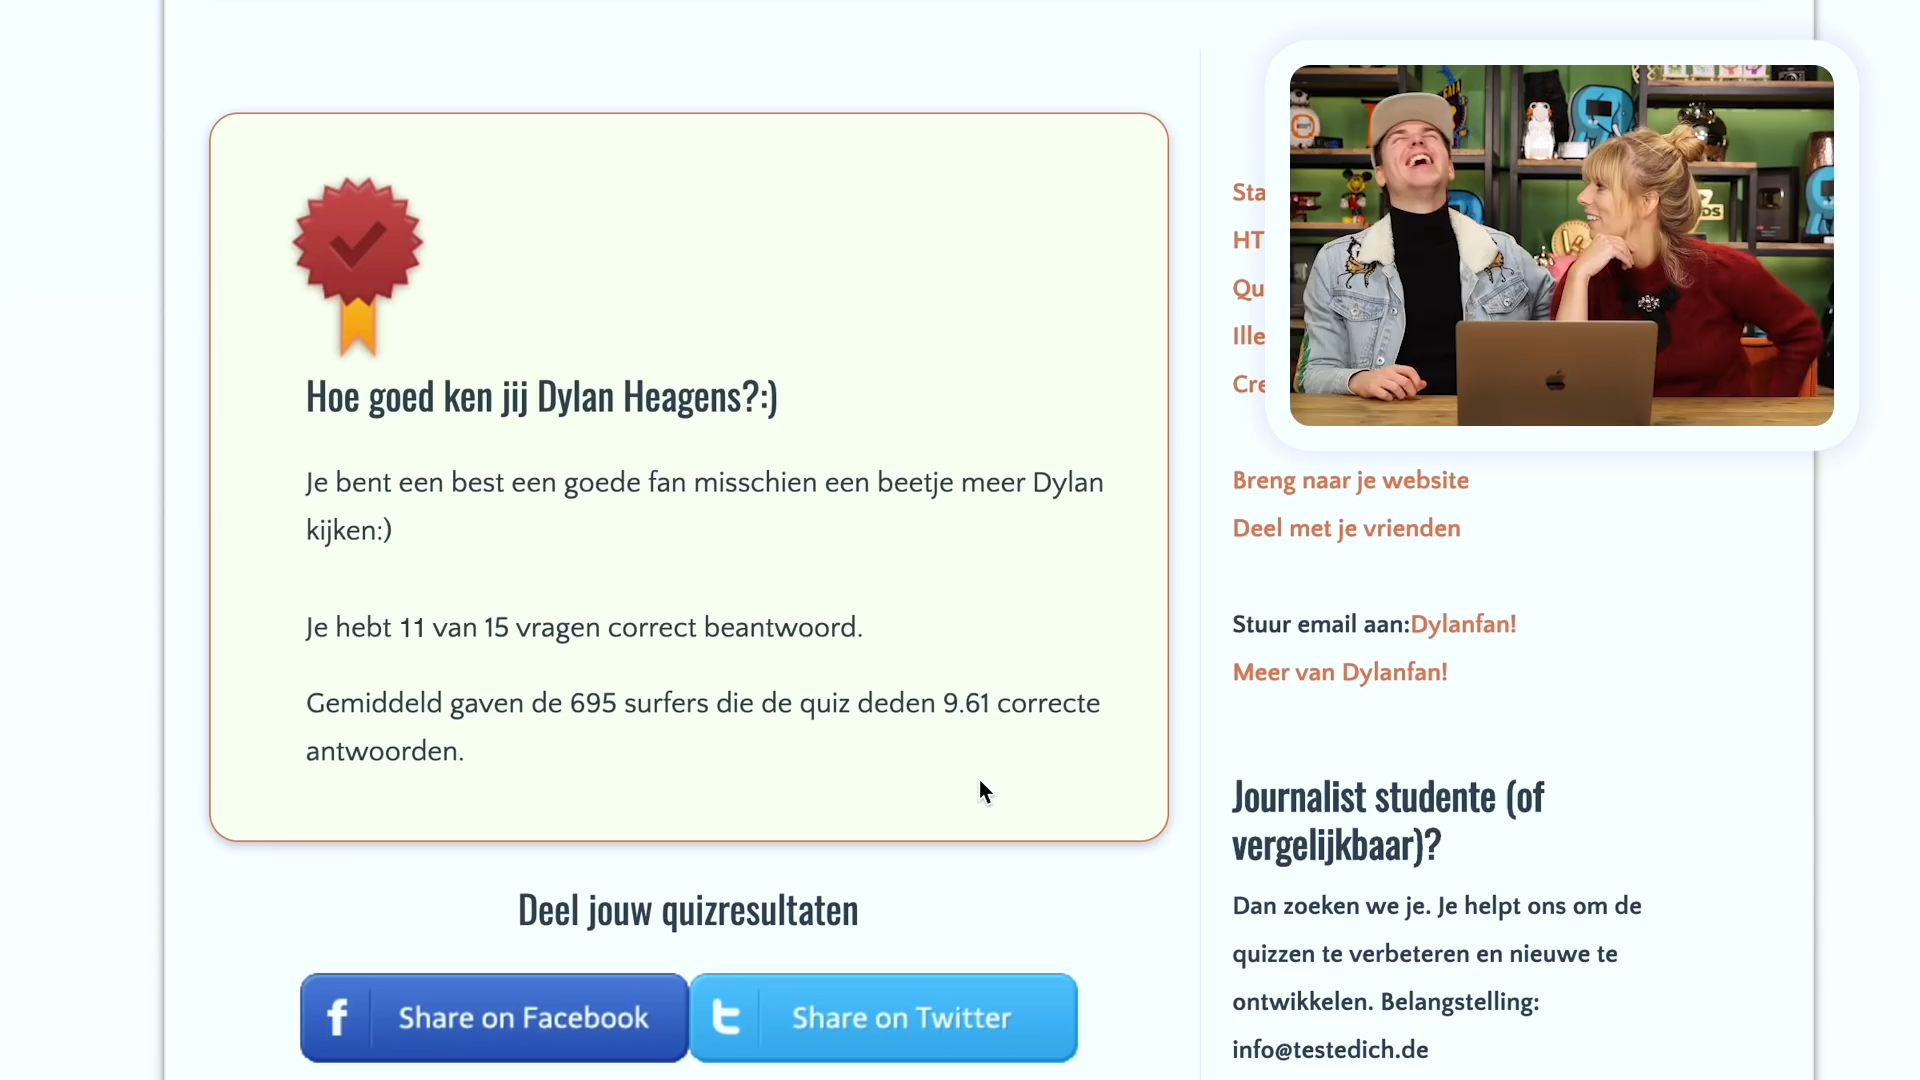 Hoe goed ken jij Dylan Heagens?:)
Je bent een best een goede fan misschien een beetje meer Dylan
kijken:)
Je hebt 11 van 15 vragen correct beantwoord.
Gemiddeld gaven de 695 surfers die de quiz deden 9.61 correcte
antwoorden.
Deel jouw quizresultaten
Share on Facebook
Share on Twitter
Sta
HT
Qu
Ille
Cre
Breng naar je website
Deel met je vrienden
Stuur email aan:Dylanfan!
Meer van Dylanfan!
Journalist studente (of
vergelijkbaar)?
Dan zoeken we je. Je helpt ons om de
quizzen te verbeteren en nieuwe te
ontwikkelen. Belangstelling:
info@testedich.de